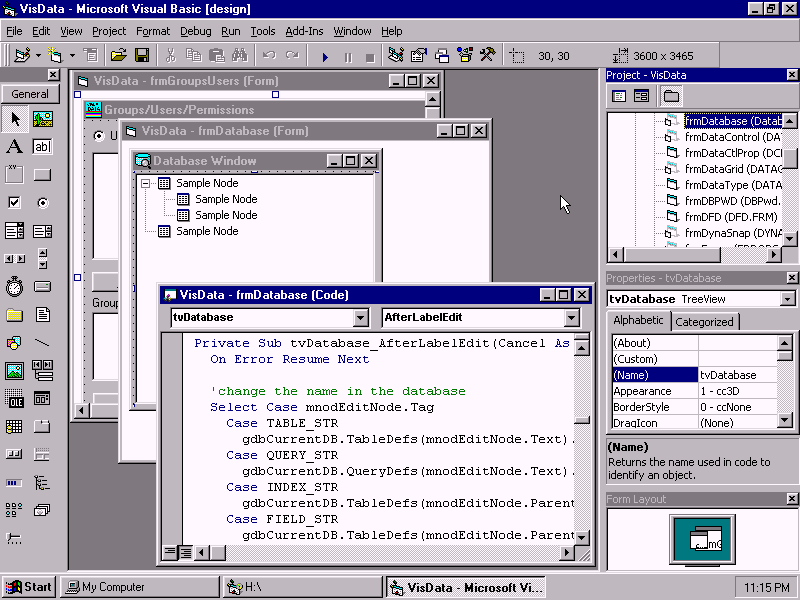 VisData - Microsoft Visual Basic [design]
File Edit View Project Format Debug Run Tools Add-Ins Window Help
30, 30 3600 x 3465
General
A
ab
xy
OLE
VisData - frmGroupsUsers (Form)
Groups/Users/Permissions
U
Group
VisData - frmDatabase (Form)
Database Window
Sample Node
Sample Node
Sample Node
Sample Node
VisData - frmDatabase (Code)
tvDatabase AfterLabelEdit
Private Sub tvDatabase_AfterLabelEdit(Cancel As
On Error Resume Next
'change the name in the database
Select Case mnodEditNode.Tag
Case TABLE_STR
gdbCurrentDB.TableDefs(mnodEditNode.Text).
Case QUERY_STR
gdbCurrentDB.QueryDefs(mnodEditNode.Text).
Case INDEX_STR
gdbCurrentDB.TableDefs(mnodEditNode.Parent
Case FIELD_STR
gdbCurrentDB.TableDefs(mnodEditNode.Parent
Project - VisData
frmDatabase (Datab
frmDataControl (DA
frmDataCtlProp (DC
frmDataGrid (DATAG
frmDataType (DATA
frmDBPWD (DBPwd.
frmDFD (DFD.FRM)
frmDynaSnap (DYNA
Properties - tvDatabase
tvDatabase TreeView
Alphabetic Categorized
(About)
(Custom)
(Name) tvDatabase
Appearance 1 - cc3D
BorderStyle 0 - ccNone
DragIcon (None)
(Name)
Returns the name used in code to
identify an object.
Form Layout
Start My Computer H:\ VisData - Microsoft Vi... 11:15 PM